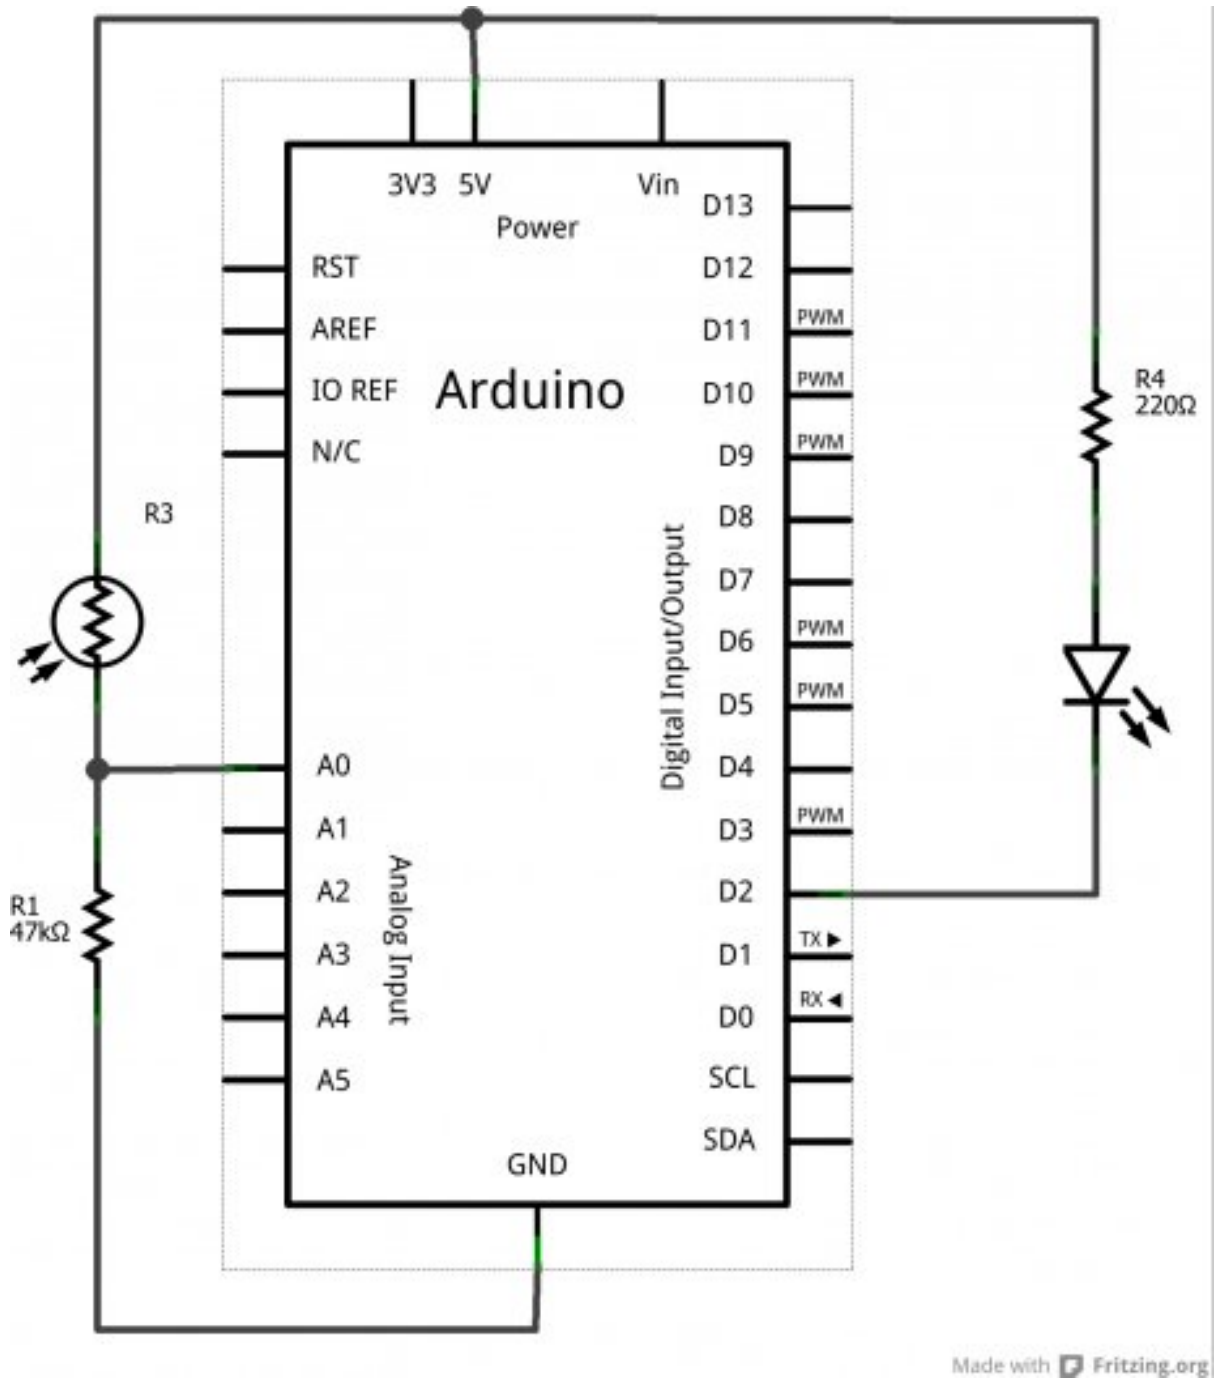 3V3 5V Vin
Power
RST
AREF
IO REF
N/C
Arduino
D13
D12
PWM
D11
PWM
D10
PWM
D9
D8
D7
PWM
D6
PWM
D5
D4
PWM
D3
D2
TX ►
D1
RX ◄
D0
SCL
SDA
Digital Input/Output
R4
220Ω
R3
A0
A1
A2
A3
A4
A5
Analog Input
R1
47kΩ
GND
Made with Fritzing.org